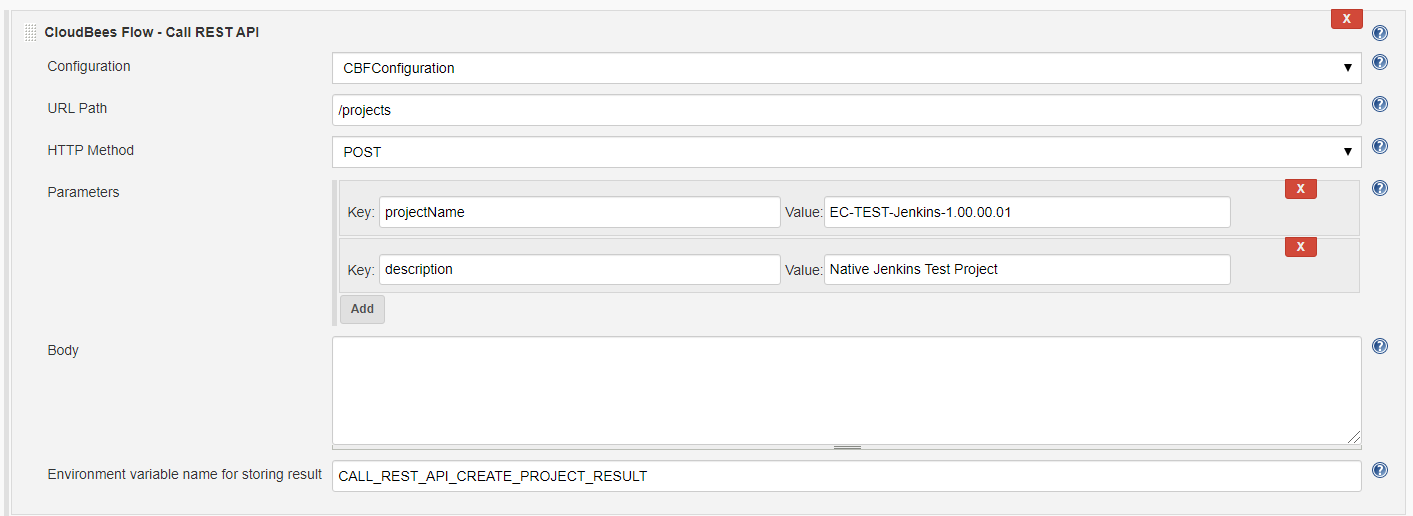 CloudBees Flow - Call REST API
X
?
Configuration
CBFConfiguration
?
URL Path
/projects
?
HTTP Method
POST
?
Parameters
X
?
Key: projectName Value: EC-TEST-Jenkins-1.00.00.01
X
Key: description Value: Native Jenkins Test Project
Add
Body
?
Environment variable name for storing result
CALL_REST_API_CREATE_PROJECT_RESULT
?